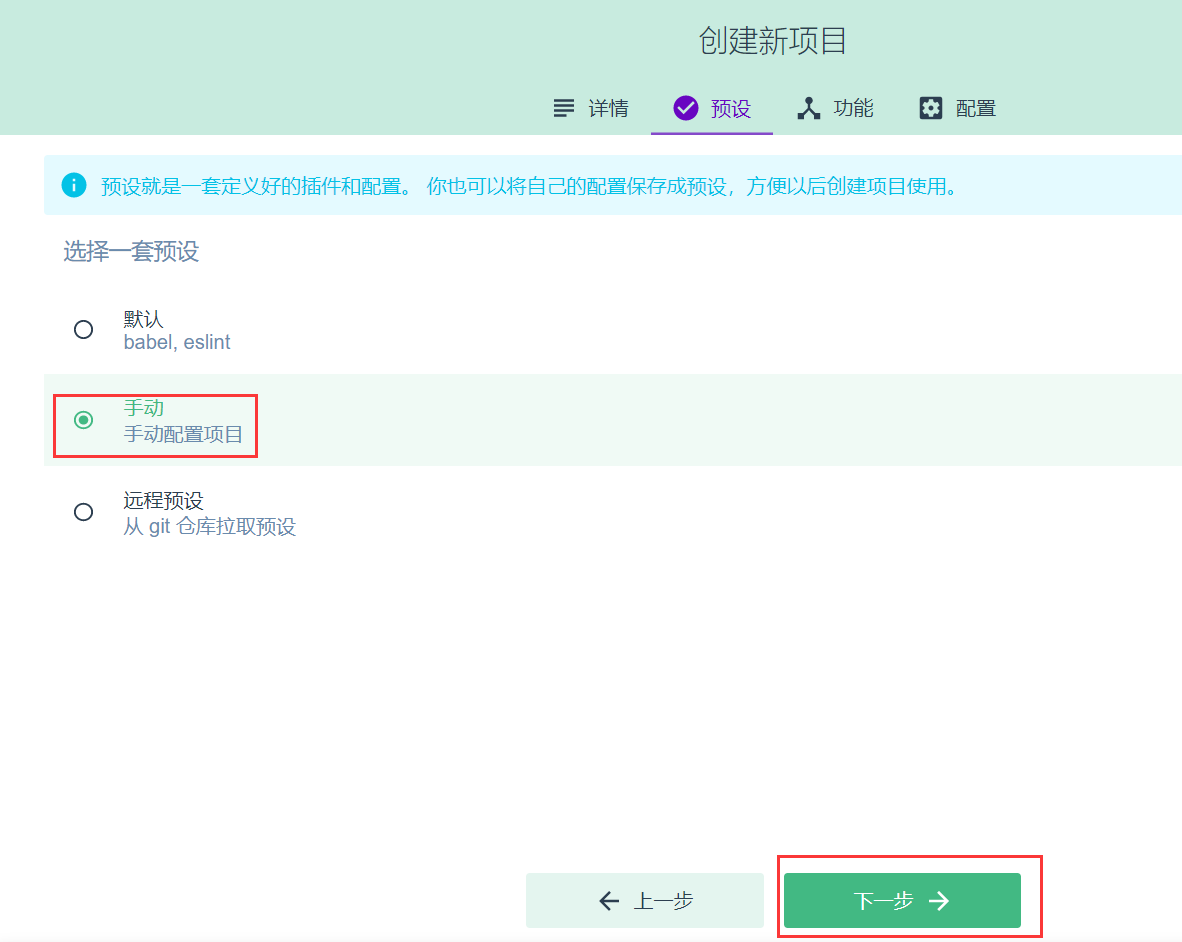 创建新项目
详情 预设 功能 配置
预设就是一套定义好的插件和配置。 你也可以将自己的配置保存成预设，方便以后创建项目使用。
选择一套预设
默认
babel, eslint
手动
手动配置项目
远程预设
从 git 仓库拉取预设
上一步 下一步